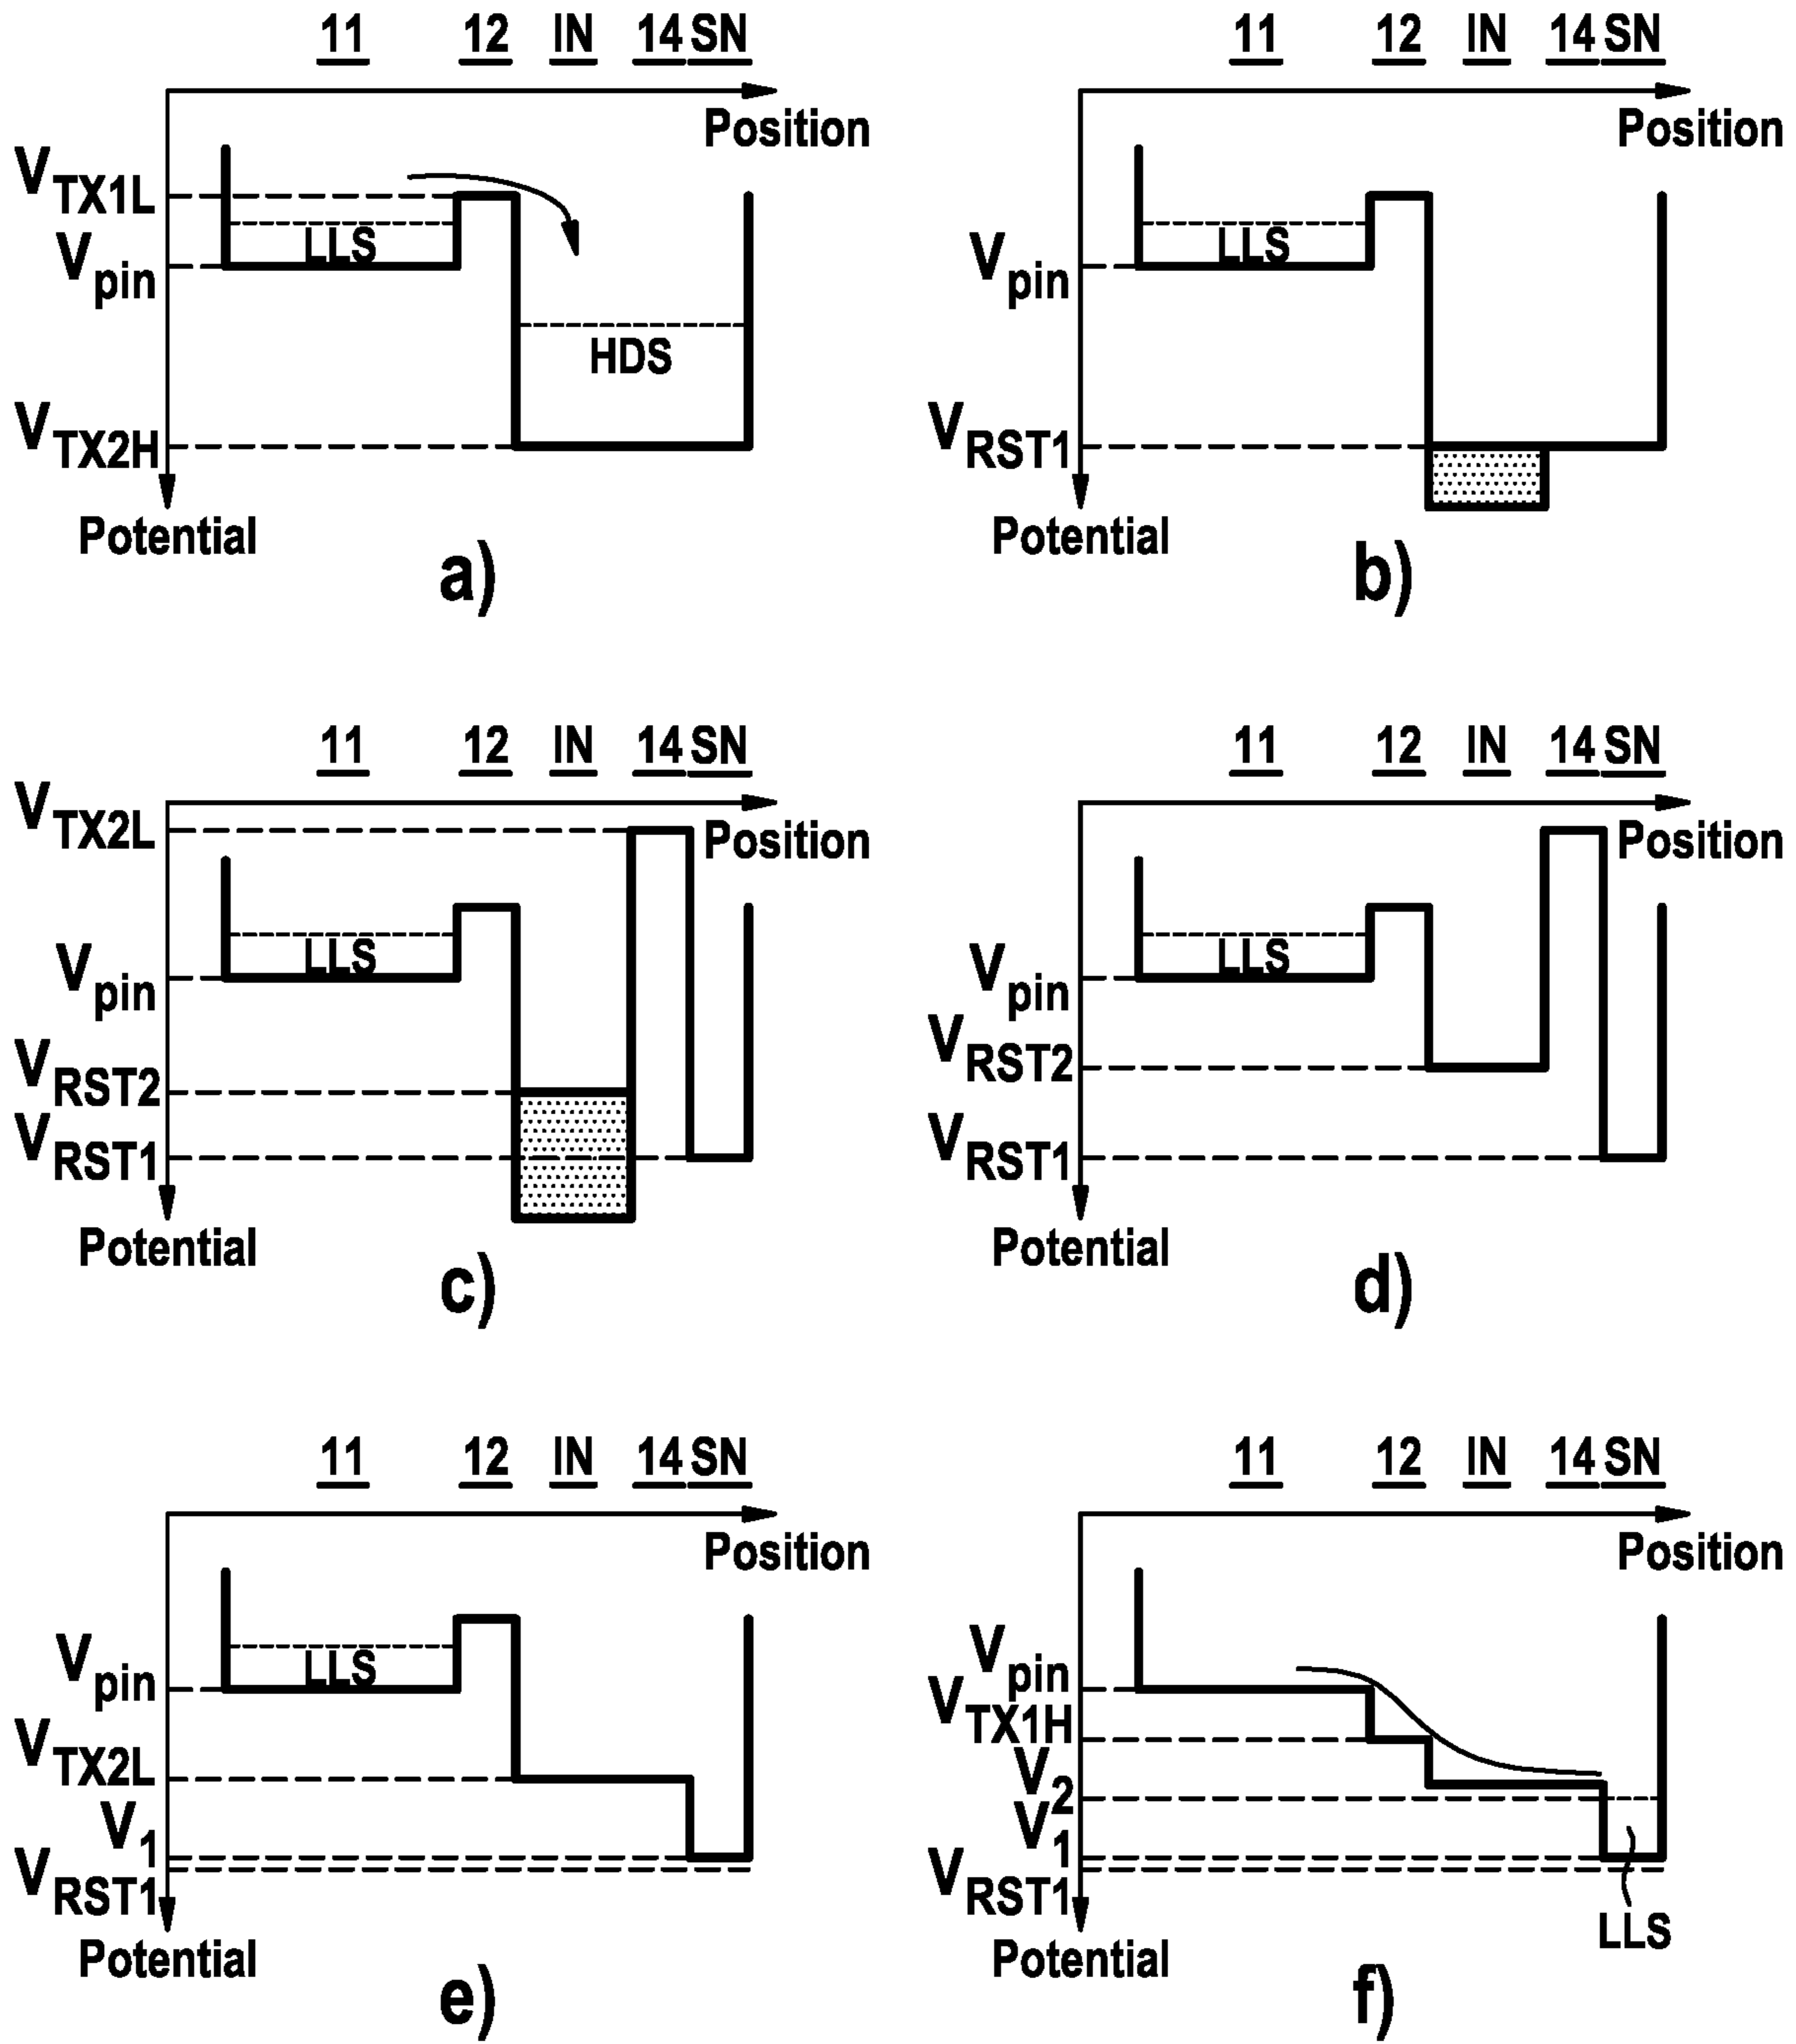 11 12 IN 14 SN
Position
V TX1L
LLS
V pin
HDS
V TX2H
Potential
a)
11 12 IN 14 SN
Position
LLS
V pin
V RST1
Potential
b)
11 12 IN 14 SN
V TX2L
Position
LLS
V pin
V RST2
V RST1
Potential
c)
11 12 IN 14 SN
Position
LLS
V pin
V RST2
V RST1
Potential
d)
11 12 IN 14 SN
Position
LLS
V pin
V TX2L
V 1
V RST1
Potential
e)
11 12 IN 14 SN
Position
V pin
V TX1H
V 2
V 1
V RST1
LLS
Potential
f)